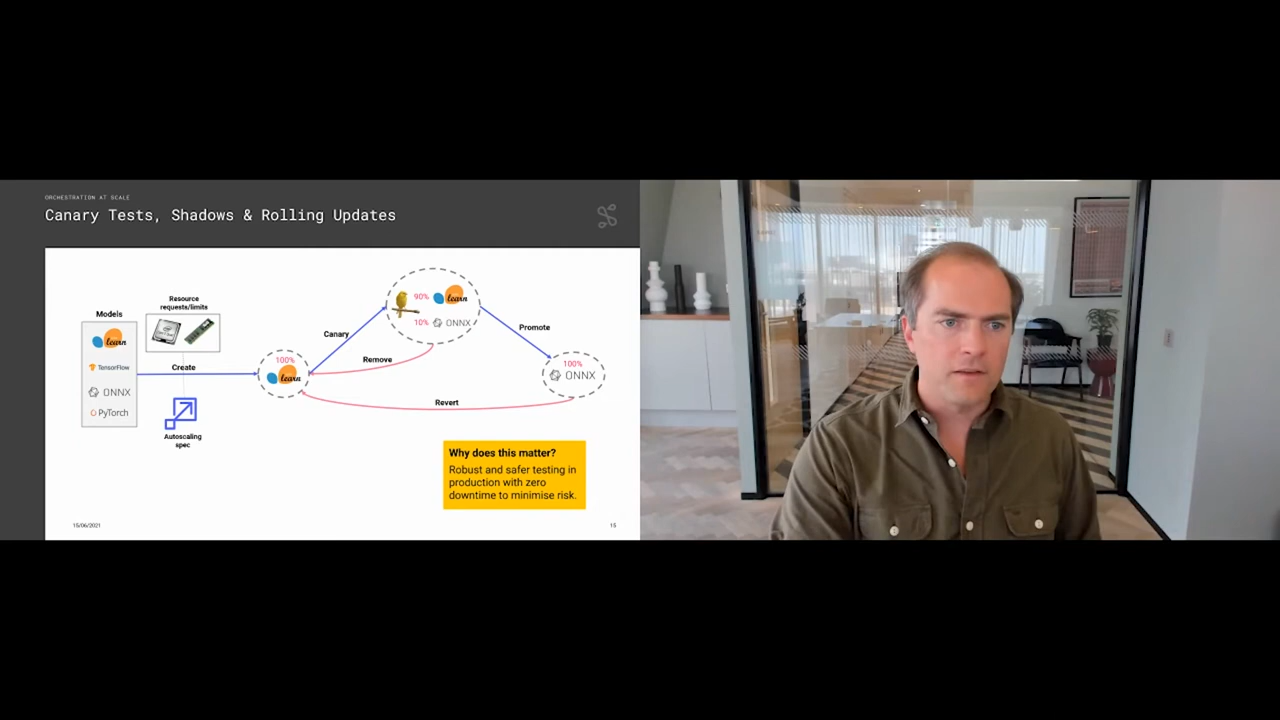 ORCHESTRATION AT SCALE
Canary Tests, Shadows & Rolling Updates
Models
learn
TensorFlow
ONNX
PyTorch
Resource
requests/limits
Create
Autoscaling
spec
100%
learn
Canary
Remove
90%
learn
10%
ONNX
Promote
100%
ONNX
Revert
Why does this matter?
Robust and safer testing in
production with zero
downtime to minimise risk.
15/06/2021
15